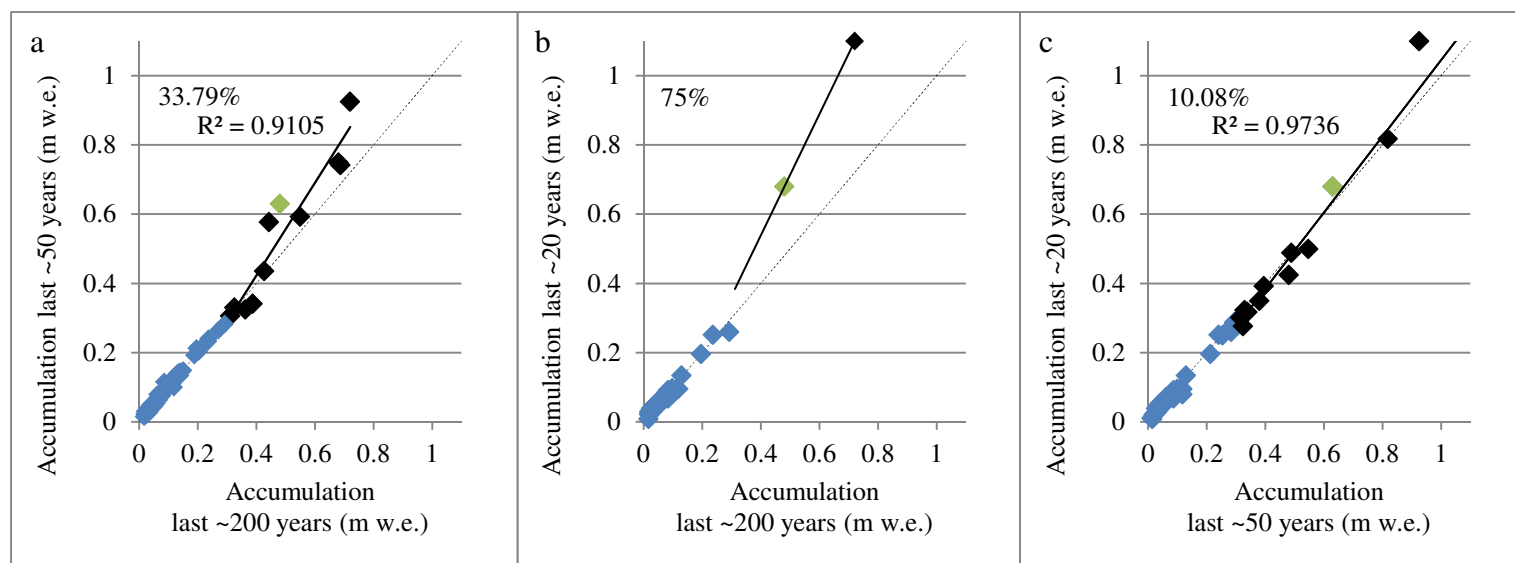 a
33.79%
R² = 0.9105
Accumulation last ~50 years (m w.e.)
1
0.8
0.6
0.4
0.2
0
0 0.2 0.4 0.6 0.8 1
Accumulation
last ~200 years (m w.e.)
b
75%
Accumulation last ~20 years (m w.e.)
1
0.8
0.6
0.4
0.2
0
0 0.2 0.4 0.6 0.8 1
Accumulation
last ~200 years (m w.e.)
c
10.08%
R² = 0.9736
Accumulation last ~20 years (m w.e.)
1
0.8
0.6
0.4
0.2
0
0 0.2 0.4 0.6 0.8 1
Accumulation
last ~50 years (m w.e.)